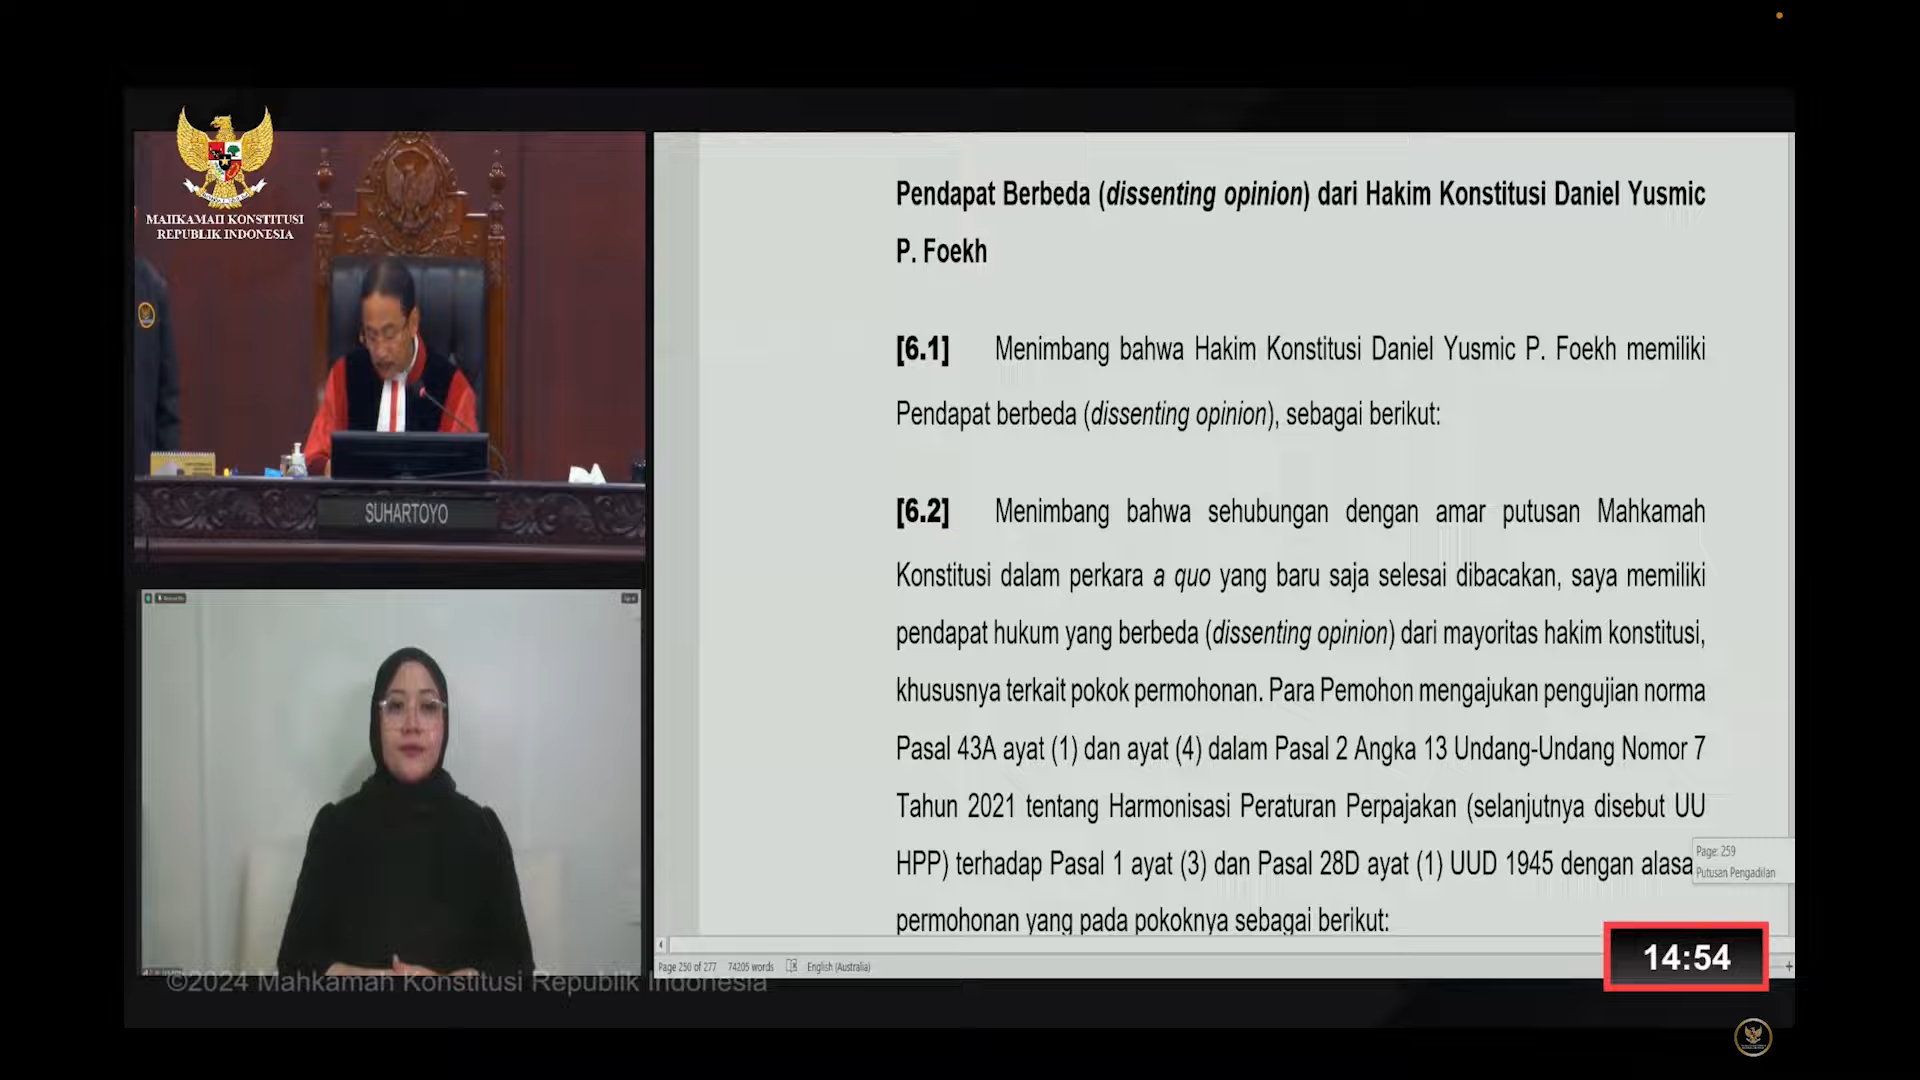 MAHKAMAH KONSTITUSI
REPUBLIK INDONESIA
SUHARTOYO
Pendapat Berbeda (dissenting opinion) dari Hakim Konstitusi Daniel Yusmic
P. Foekh
[6.1] Menimbang bahwa Hakim Konstitusi Daniel Yusmic P. Foekh memiliki
Pendapat berbeda (dissenting opinion), sebagai berikut:
[6.2] Menimbang bahwa sehubungan dengan amar putusan Mahkamah
Konstitusi dalam perkara a quo yang baru saja selesai dibacakan, saya memiliki
pendapat hukum yang berbeda (dissenting opinion) dari mayoritas hakim konstitusi,
khususnya terkait pokok permohonan. Para Pemohon mengajukan pengujian norma
Pasal 43A ayat (1) dan ayat (4) dalam Pasal 2 Angka 13 Undang-Undang Nomor 7
Tahun 2021 tentang Harmonisasi Peraturan Perpajakan (selanjutnya disebut UU
HPP) terhadap Pasal 1 ayat (3) dan Pasal 28D ayat (1) UUD 1945 dengan alasa
permohonan yang pada pokoknya sebagai berikut:
Page: 259
Putusan Pengadilan
Page 250 of 277 74205 words English (Australia)
14:54
©2024 Mahkamah Konstitusi Republik Indonesia